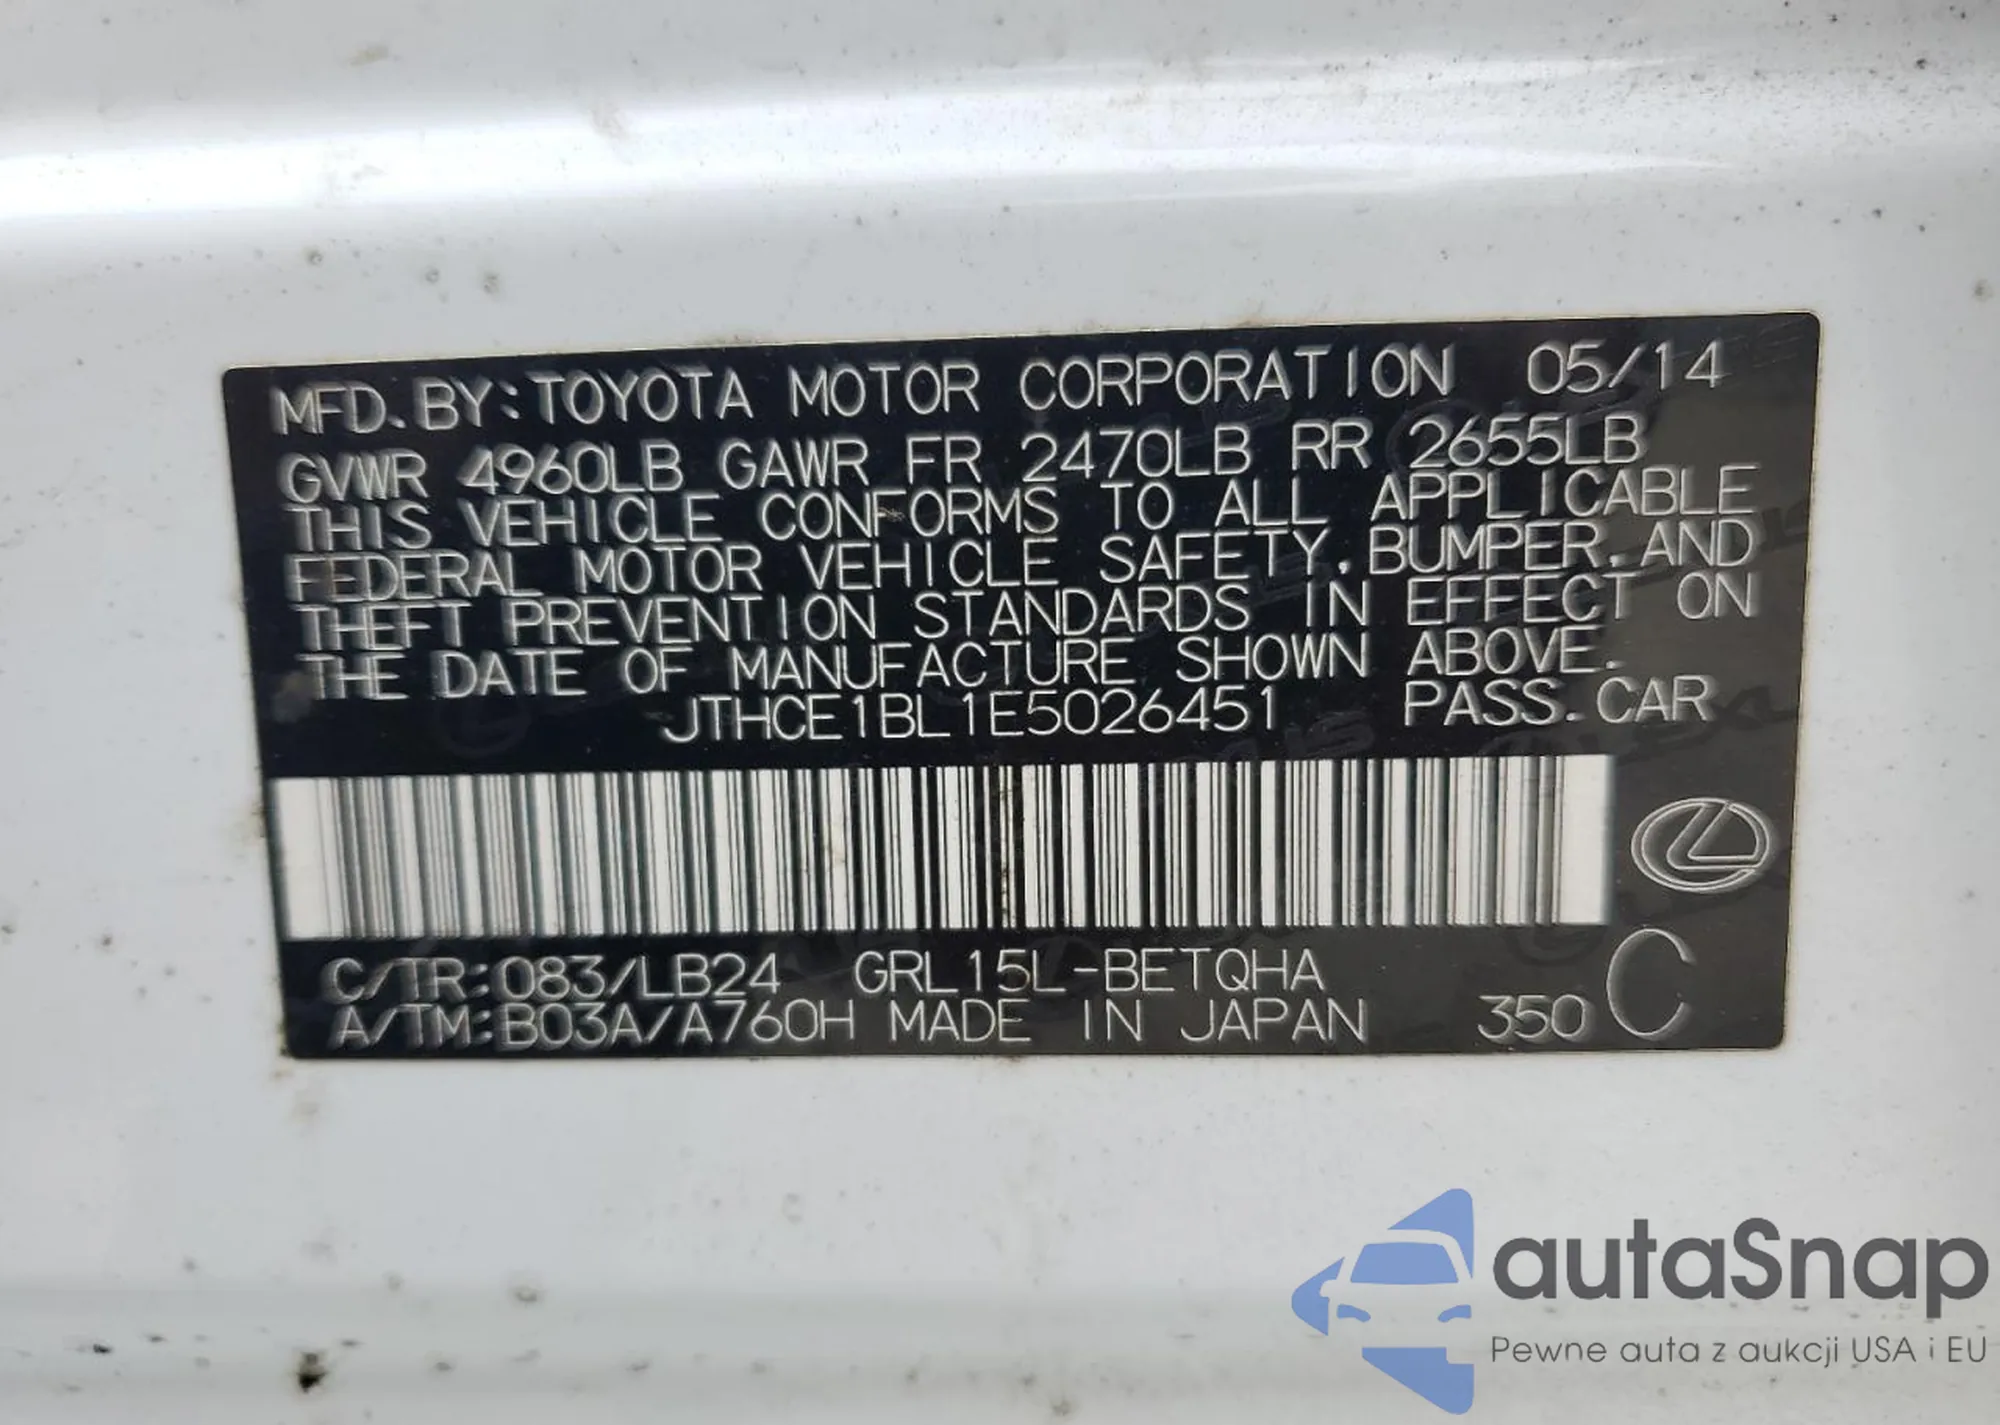 MFD. BY: TOYOTA MOTOR CORPORATION 05/14
GVWR 4960LB GAWR FR 2470LB RR 2655LB
THIS VEHICLE CONFORMS TO ALL APPLICABLE
FEDERAL MOTOR VEHICLE SAFETY, BUMPER, AND
THEFT PREVENTION STANDARDS IN EFFECT ON
THE DATE OF MANUFACTURE SHOWN ABOVE.
JTHCE1BL1E5026451 PASS. CAR
C/TR: 083/LB24 GRL15L-BETQHA
A/TM: B03A/A760H MADE IN JAPAN 350 C
autaSnap
Pewne auta z aukcji USA i EU